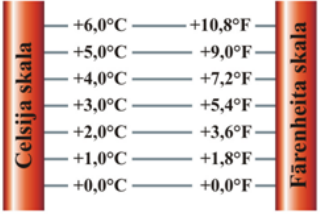 Celsija skala
+6,0°C +10,8°F
+5,0°C +9,0°F
+4,0°C +7,2°F
+3,0°C +5,4°F
+2,0°C +3,6°F
+1,0°C +1,8°F
+0,0°C +0,0°F
Fārenheita skala